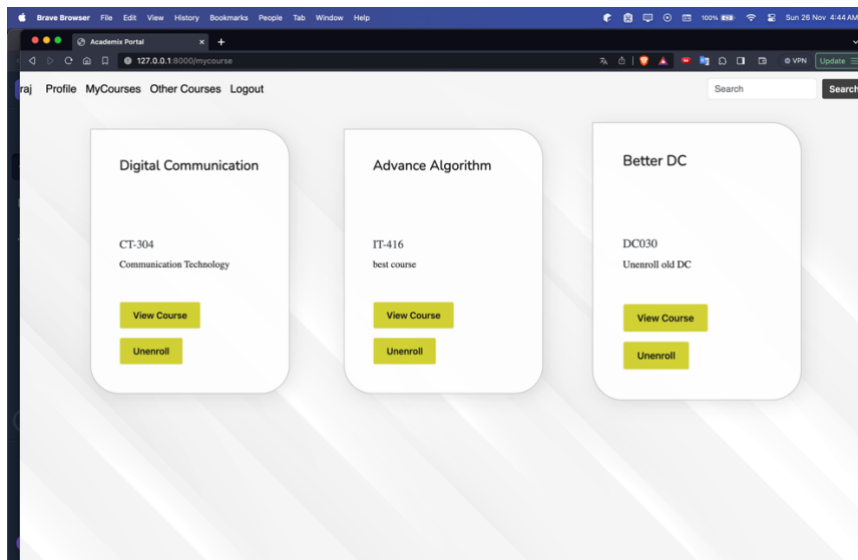 Brave Browser File Edit View History Bookmarks People Tab Window Help 100% Sun 26 Nov 4:44 AM
Academix Portal
127.0.0.1:8000/mycourse VPN Update
raj Profile MyCourses Other Courses Logout Search Search
Digital Communication
CT-304
Communication Technology
View Course
Unenroll
Advance Algorithm
IT-416
best course
View Course
Unenroll
Better DC
DC030
Unenroll old DC
View Course
Unenroll